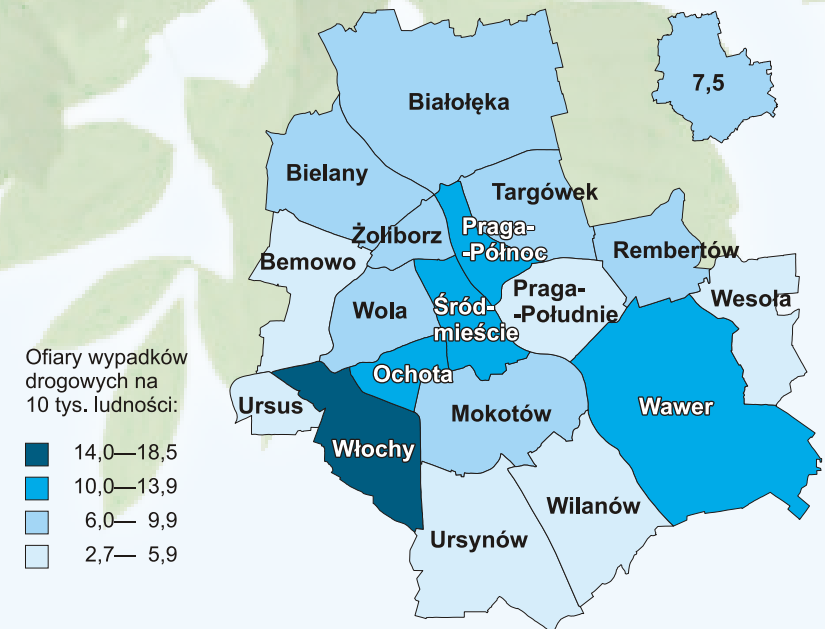 Białołęka
7,5
Bielany
Targówek
Żoliborz
Praga-
-Północ
Rembertów
Bemowo
Wesoła
Praga-
-Południe
Wola
Śród-
mieście
Ofiary wypadków
drogowych na
10 tys. ludności:
Ochota
Ursus
Mokotów
Wawer
Włochy
14,0—18,5
10,0—13,9
6,0— 9,9
2,7— 5,9
Wilanów
Ursynów